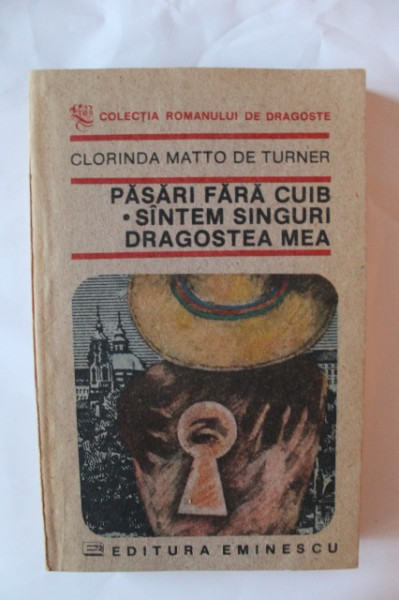 COLECȚIA ROMANULUI DE DRAGOSTE
CLORINDA MATTO DE TURNER
PĂSĂRI FĂRĂ CUIB
• SÎNTEM SINGURI
DRAGOSTEA MEA
EDITURA EMINESCU